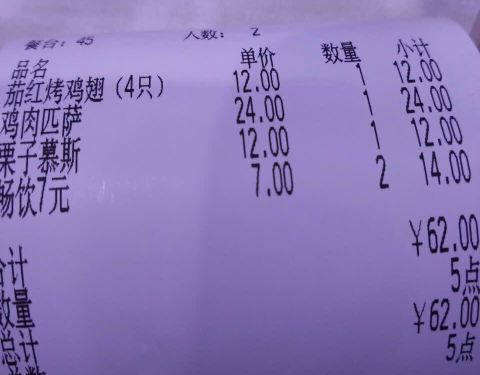 餐台：45 人数： 2
品名 单价 数量 小计
茄红烤鸡翅（4只） 12.00 1 12.00
鸡肉匹萨 24.00 1 24.00
栗子慕斯 12.00 1 12.00
畅饮7元 7.00 2 14.00
合计 ¥62.00
数量 5点
总计 ¥62.00
总数 5点